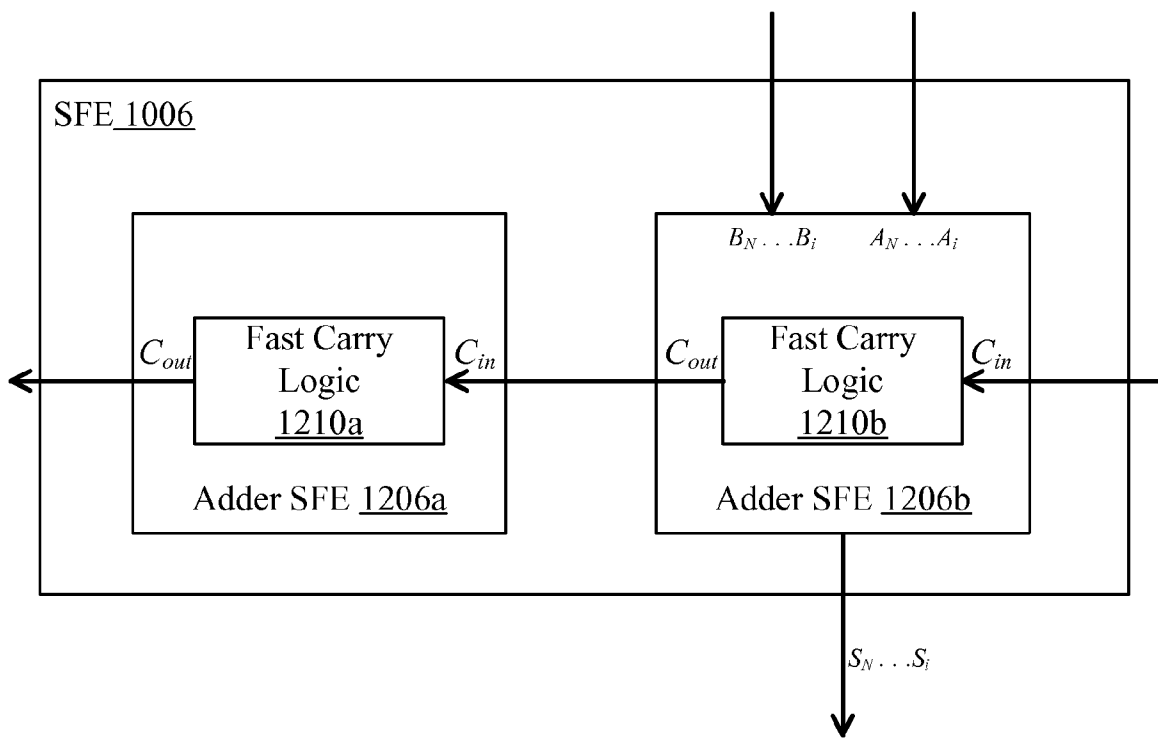 SFE 1006
B_N . . . B_i
A_N . . . A_i
C_out
Fast Carry
Logic
1210a
C_in
C_out
Fast Carry
Logic
1210b
C_in
Adder SFE 1206a
Adder SFE 1206b
S_N . . . S_i